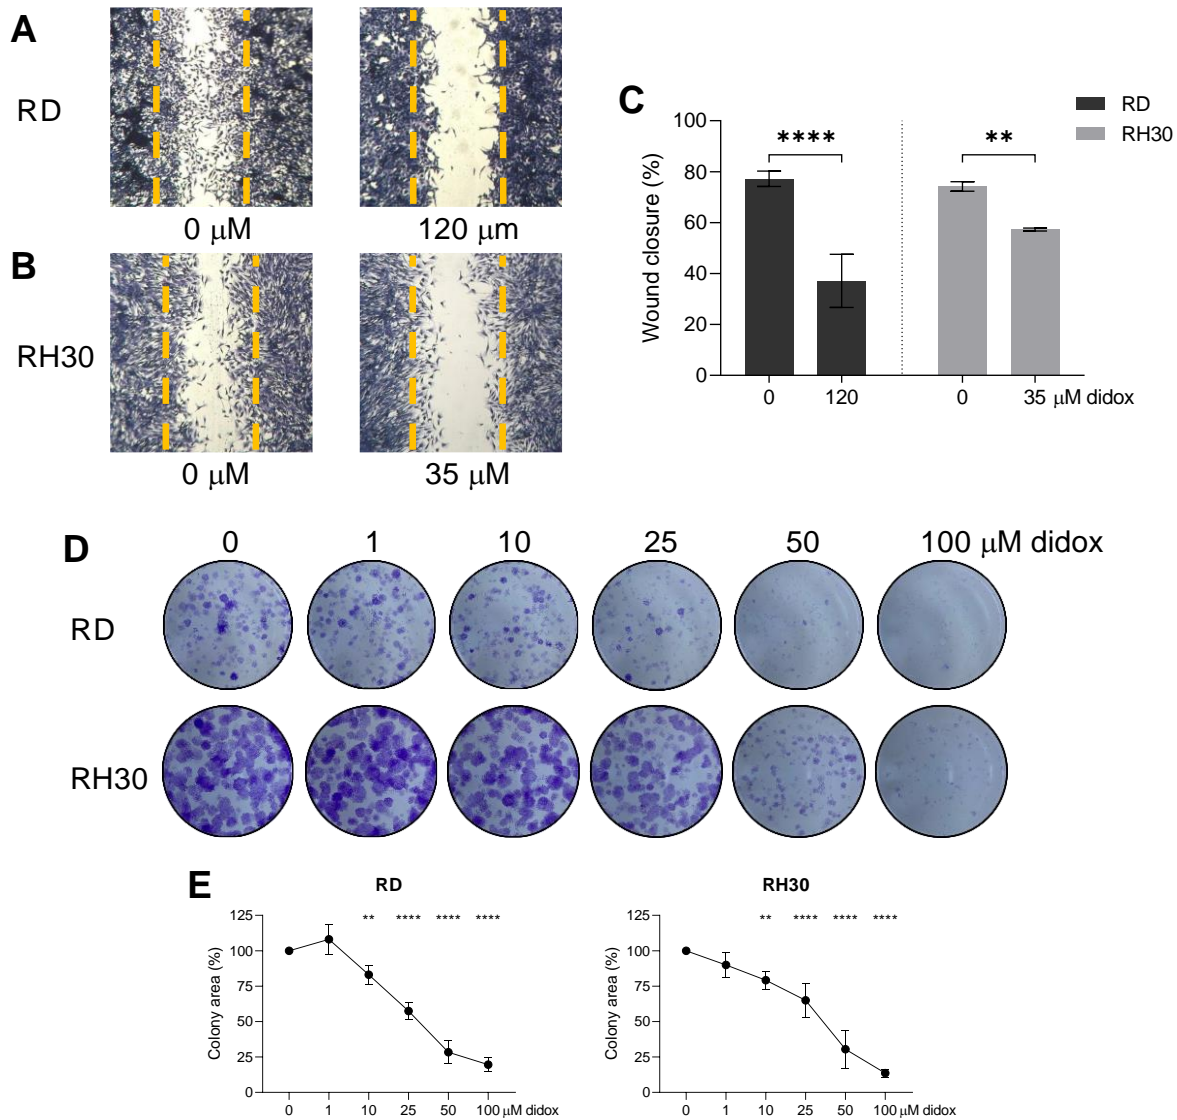 A
RD
0 μM
120 μm
B
RH30
0 μM
35 μM
C
RD
RH30
Wound closure (%)
100
80
60
40
20
0
****
**
0
120
0
35 μM didox
D
0
1
10
25
50
100 μM didox
RD
RH30
E
RD
Colony area (%)
125
100
75
50
25
0
** **** **** ****
0 1 10 25 50 100 μM didox
RH30
Colony area (%)
125
100
75
50
25
0
** **** **** ****
0 1 10 25 50 100 μM didox